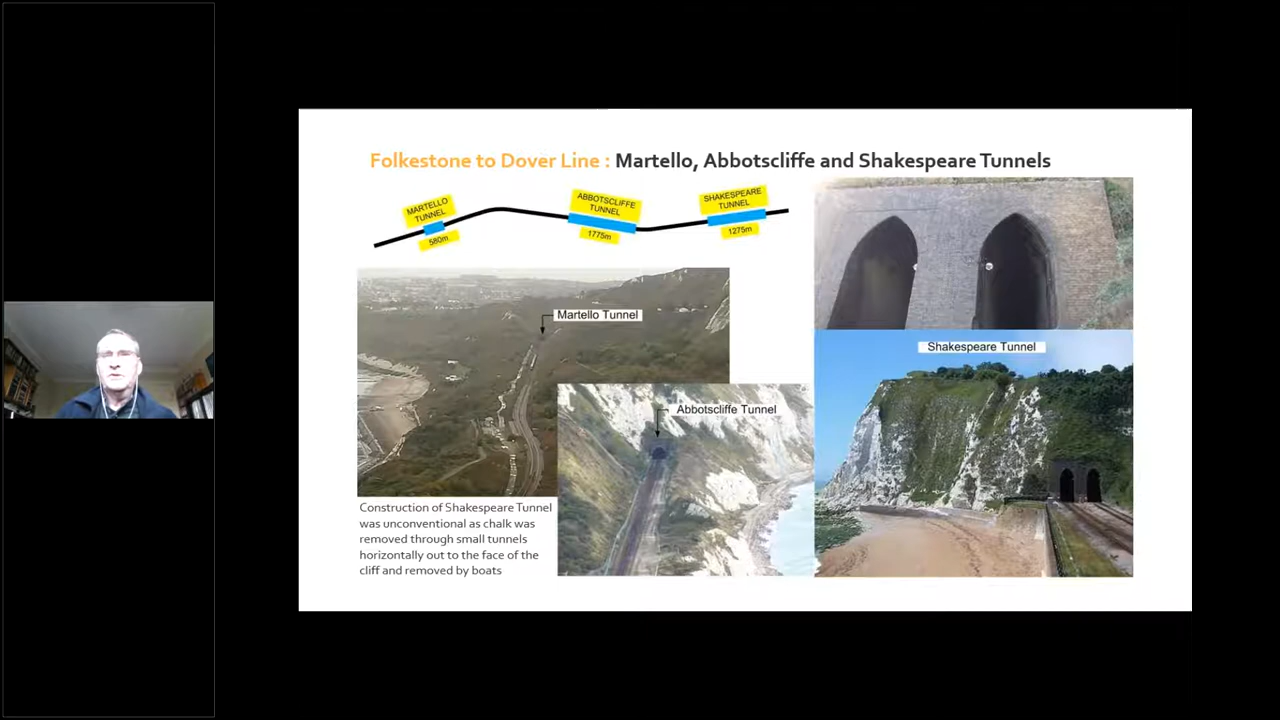 Folkestone to Dover Line : Martello, Abbotscliffe and Shakespeare Tunnels
MARTELLO
TUNNEL
580m
ABBOTSCLIFFE
TUNNEL
1775m
SHAKESPEARE
TUNNEL
1275m
Martello Tunnel
Abbotscliffe Tunnel
Shakespeare Tunnel
Construction of Shakespeare Tunnel
was unconventional as chalk was
removed through small tunnels
horizontally out to the face of the
cliff and removed by boats